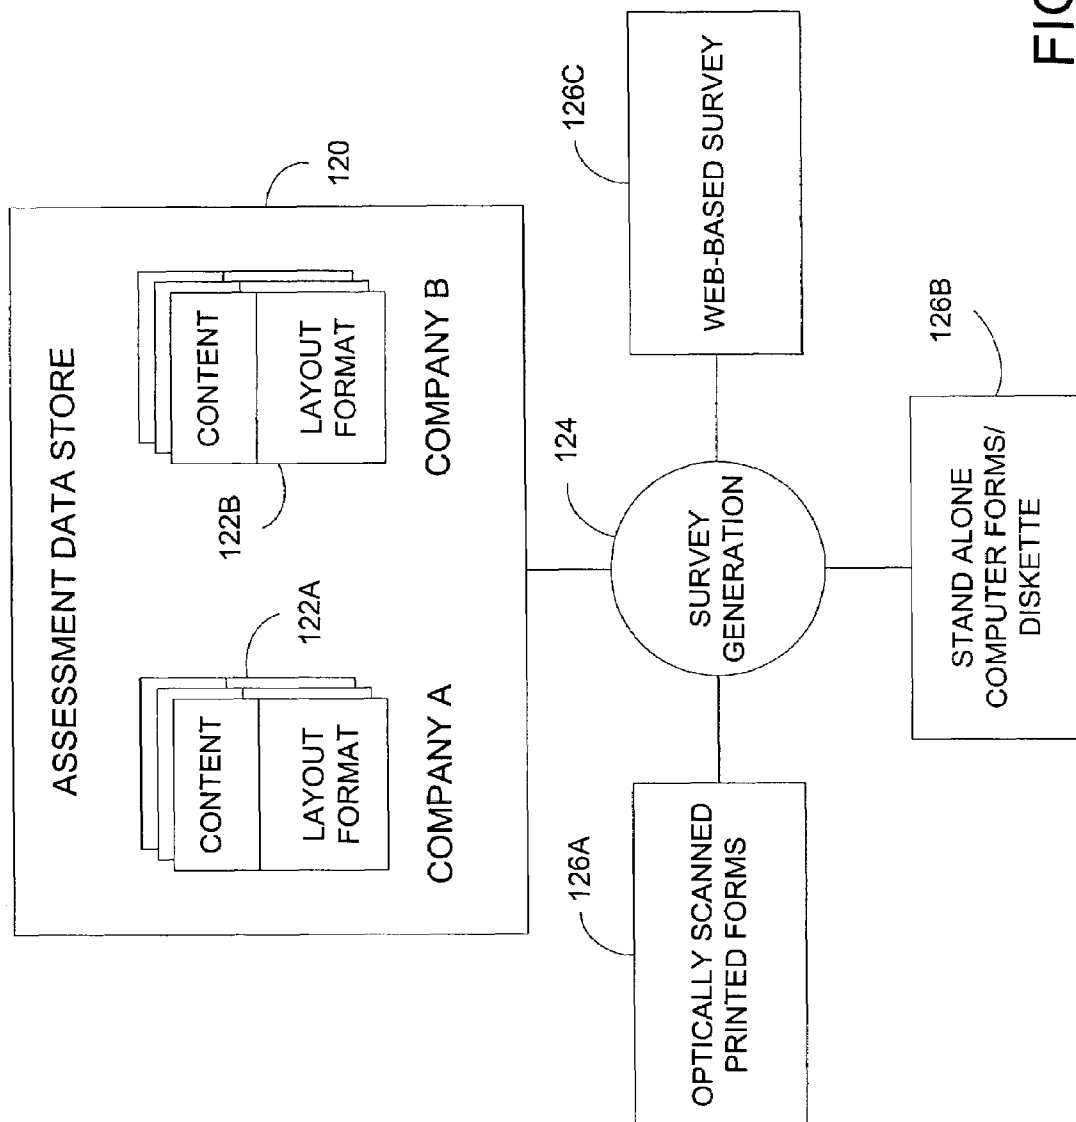 ASSESSMENT DATA STORE
120
CONTENT
LAYOUT
FORMAT
122A
COMPANY A
CONTENT
LAYOUT
FORMAT
122B
COMPANY B
124
SURVEY
GENERATION
126A
OPTICALLY SCANNED
PRINTED FORMS
126B
STAND ALONE
COMPUTER FORMS/
DISKETTE
126C
WEB-BASED SURVEY
FIG